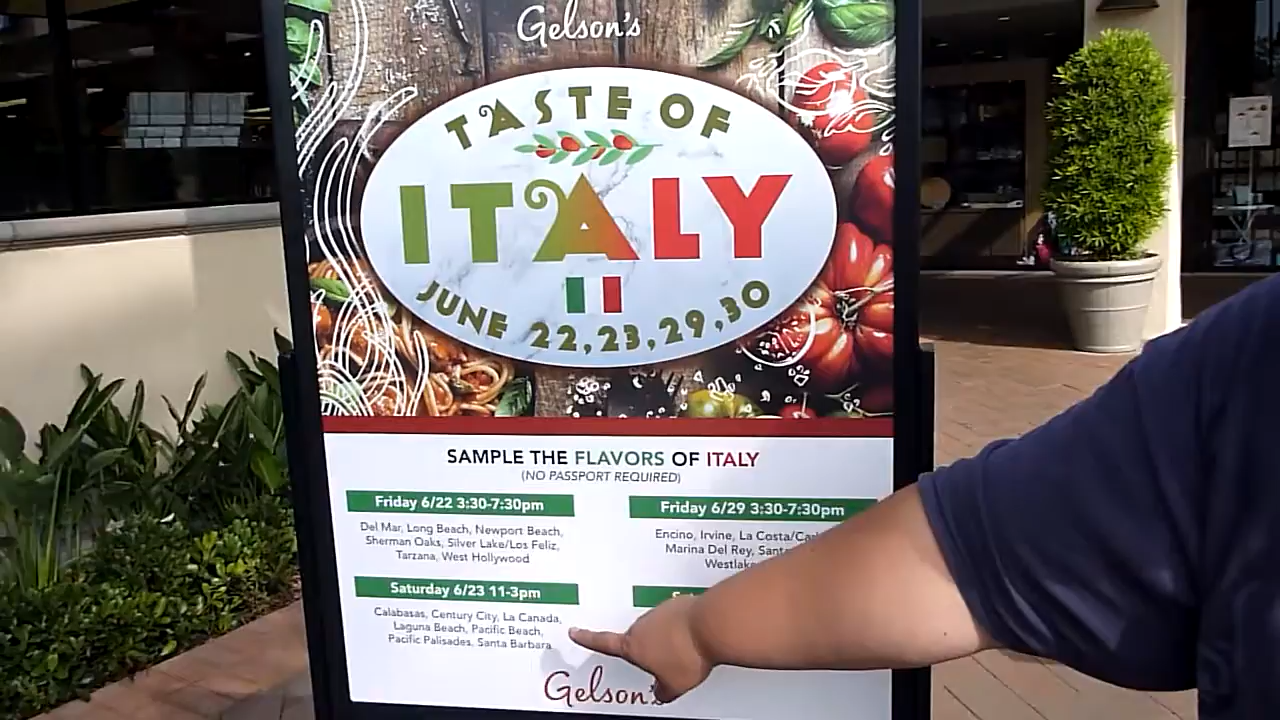 Gelson's
TASTE OF
ITALY
JUNE 22, 23, 29, 30
SAMPLE THE FLAVORS OF ITALY
(NO PASSPORT REQUIRED)
Friday 6/22 3:30-7:30pm
Del Mar, Long Beach, Newport Beach,
Sherman Oaks, Silver Lake/Los Feliz,
Tarzana, West Hollywood
Saturday 6/23 11-3pm
Calabasas, Century City, La Canada,
Laguna Beach, Pacific Beach,
Pacific Palisades, Santa Barbara
Friday 6/29 3:30-7:30pm
Encino, Irvine, La Costa/
Marina Del Rey,
Gelson's